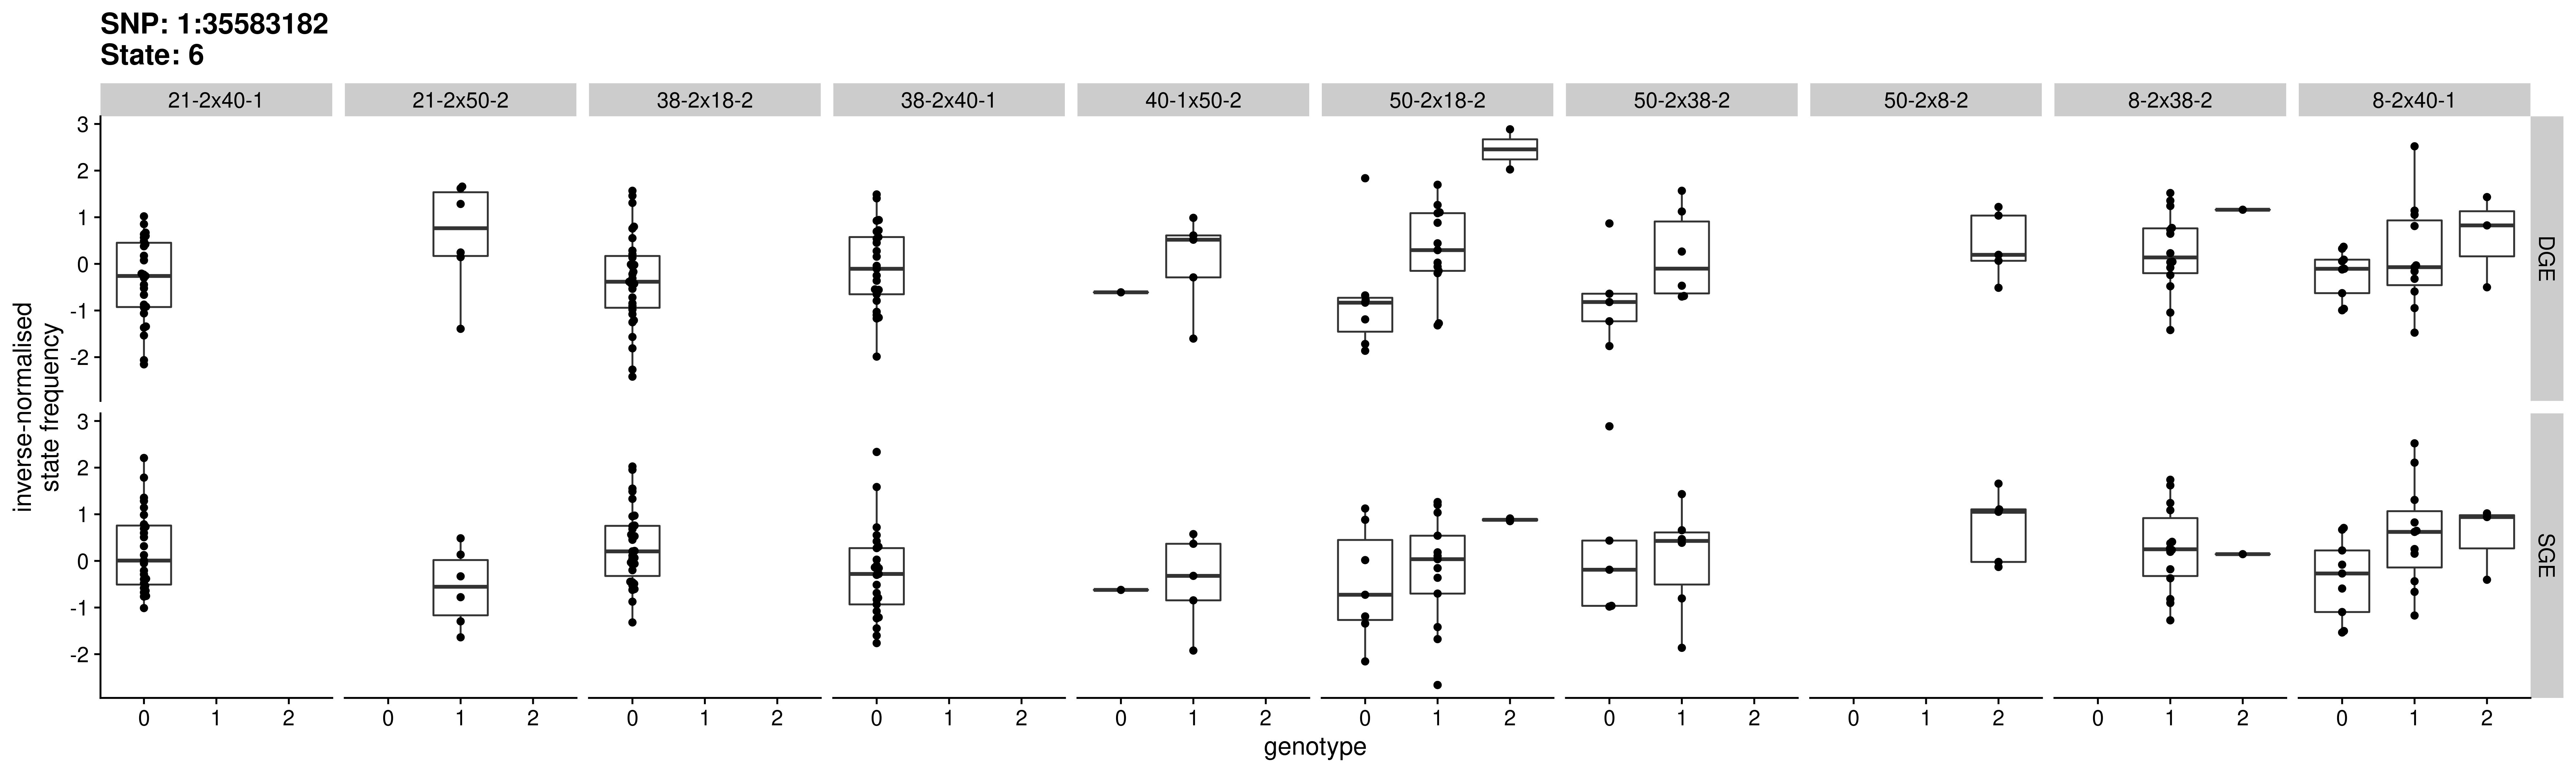 SNP: 1:35583182
State: 6
21-2x40-1 21-2x50-2 38-2x18-2 38-2x40-1 40-1x50-2 50-2x18-2 50-2x38-2 50-2x8-2 8-2x38-2 8-2x40-1
3
2
1
0
-1
-2
DGE
3
2
1
0
-1
-2
SGE
inverse-normalised
state frequency
0 1 2 0 1 2 0 1 2 0 1 2 0 1 2 0 1 2 0 1 2 0 1 2 0 1 2 0 1 2
genotype